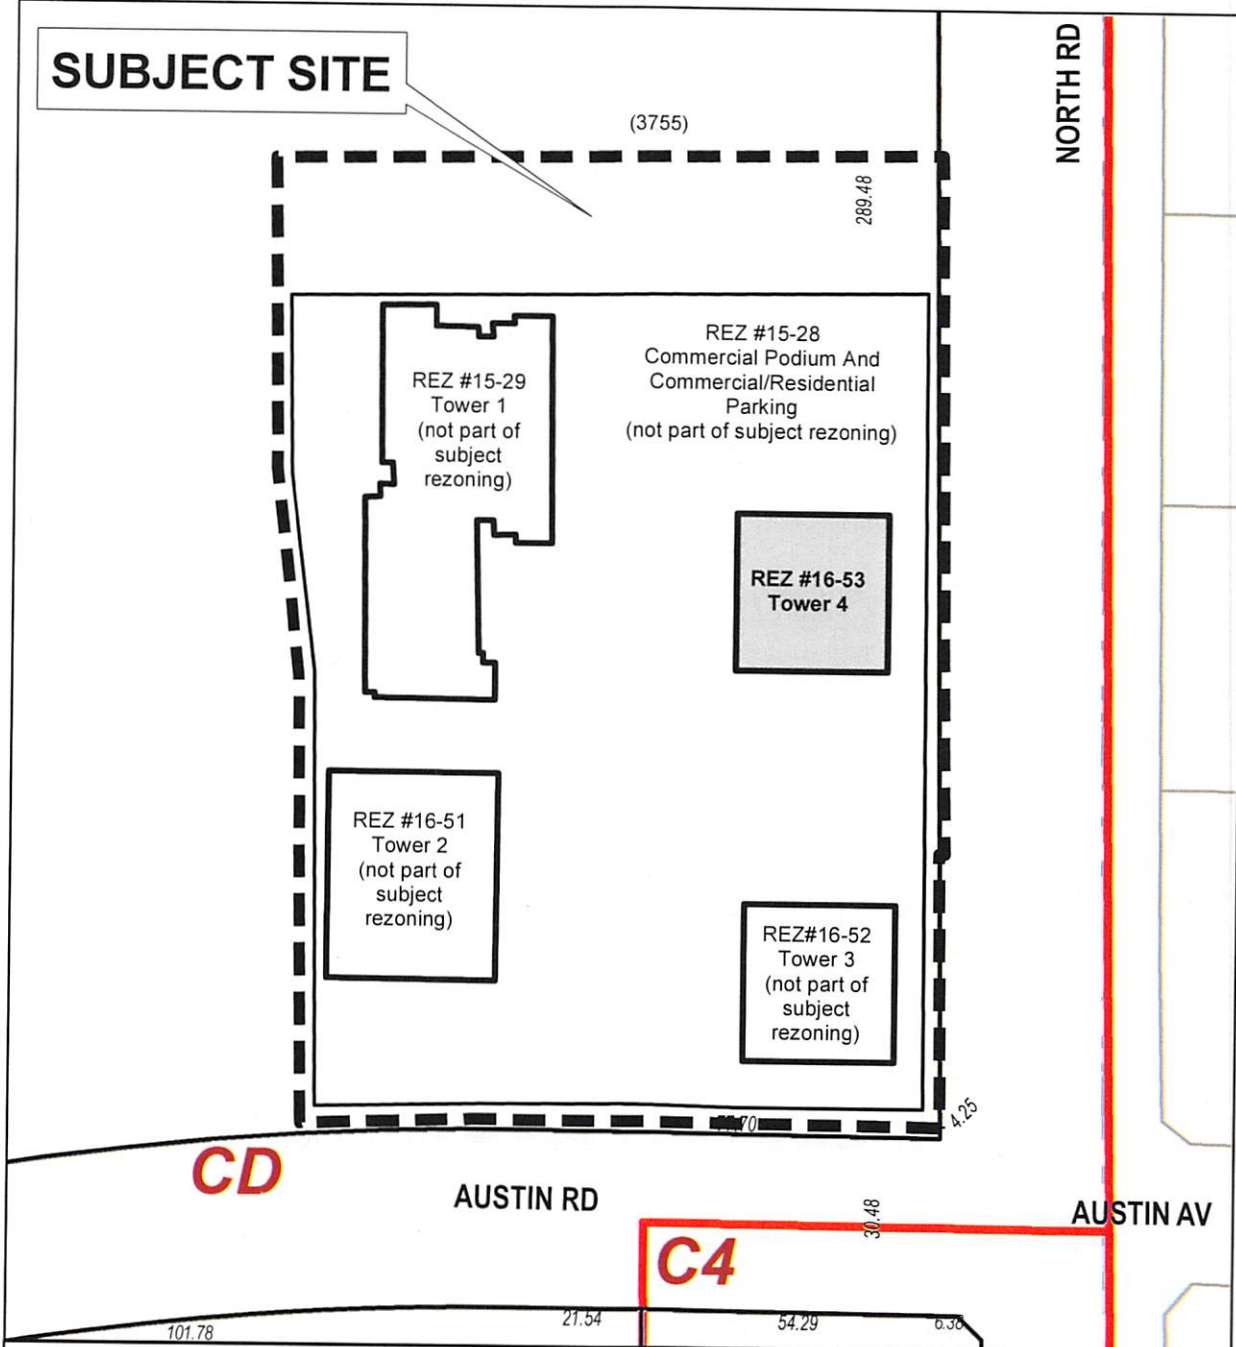 SUBJECT SITE
NORTH RD
(3755)
289.48
REZ #15-28
Commercial Podium And
Commercial/Residential
Parking
(not part of subject rezoning)
REZ #15-29
Tower 1
(not part of
subject
rezoning)
REZ #16-53
Tower 4
REZ #16-51
Tower 2
(not part of
subject
rezoning)
REZ#16-52
Tower 3
(not part of
subject
rezoning)
4.25
CD
AUSTIN RD
30.48
AUSTIN AV
C4
101.78
21.54
54.29
6.38